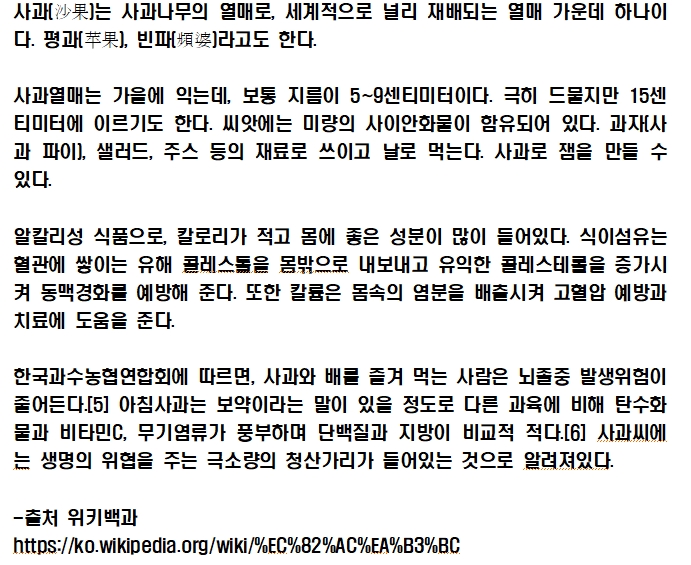 사과(沙果)는 사과나무의 열매로, 세계적으로 널리 재배되는 열매 가운데 하나이
다. 평과(苹果), 빈파(頻婆)라고도 한다.
사과열매는 가을에 익는데, 보통 지름이 5~9센티미터이다. 극히 드물지만 15센
티미터에 이르기도 한다. 씨앗에는 미량의 사이안화물이 함유되어 있다. 과자(사
과 파이), 샐러드, 주스 등의 재료로 쓰이고 날로 먹는다. 사과로 잼을 만들 수
있다.
알칼리성 식품으로, 칼로리가 적고 몸에 좋은 성분이 많이 들어있다. 식이섬유는
혈관에 쌓이는 유해 콜레스톨을 몸밖으로 내보내고 유익한 콜레스테롤을 증가시
켜 동맥경화를 예방해 준다. 또한 칼륨은 몸속의 염분을 배출시켜 고혈압 예방과
치료에 도움을 준다.
한국과수농협연합회에 따르면, 사과와 배를 즐겨 먹는 사람은 뇌졸중 발생위험이
줄어든다.[5] 아침사과는 보약이라는 말이 있을 정도로 다른 과육에 비해 탄수화
물과 비타민C, 무기염류가 풍부하며 단백질과 지방이 비교적 적다.[6] 사과씨에
는 생명의 위협을 주는 극소량의 청산가리가 들어있는 것으로 알려져있다.
-출처 위키백과
https://ko.wikipedia.org/wiki/%EC%82%AC%EA%B3%BC